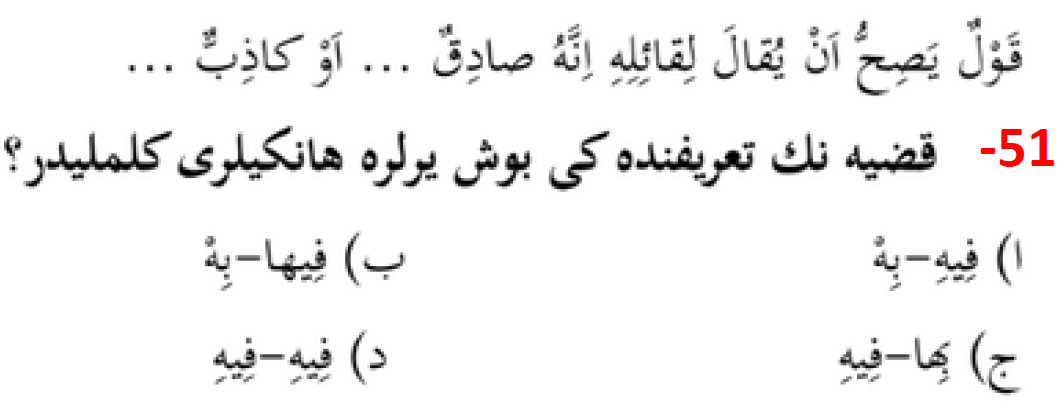 قَوْلٌ يَصِحُّ اَنْ يُقالَ لِقائِلِهِ اِنَّهُ صادِقٌ ... اَوْ كاذِبٌ ...
51- قضيه نك تعريفنده كى بوش يرلره هانكيلرى كلمليدر؟
ا) فِيهِ–بِهْ ب) فِيها–بِهْ
ج) بِها–فِيهِ د) فِيهِ–فِيهِ